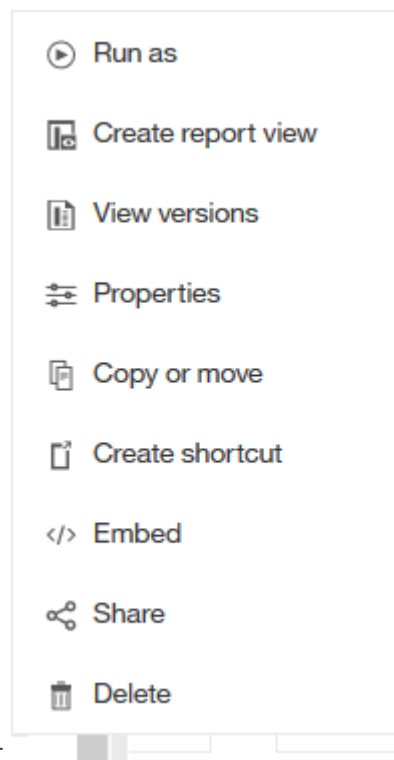 Run as
Create report view
View versions
Properties
Copy or move
Create shortcut
Embed
Share
Delete